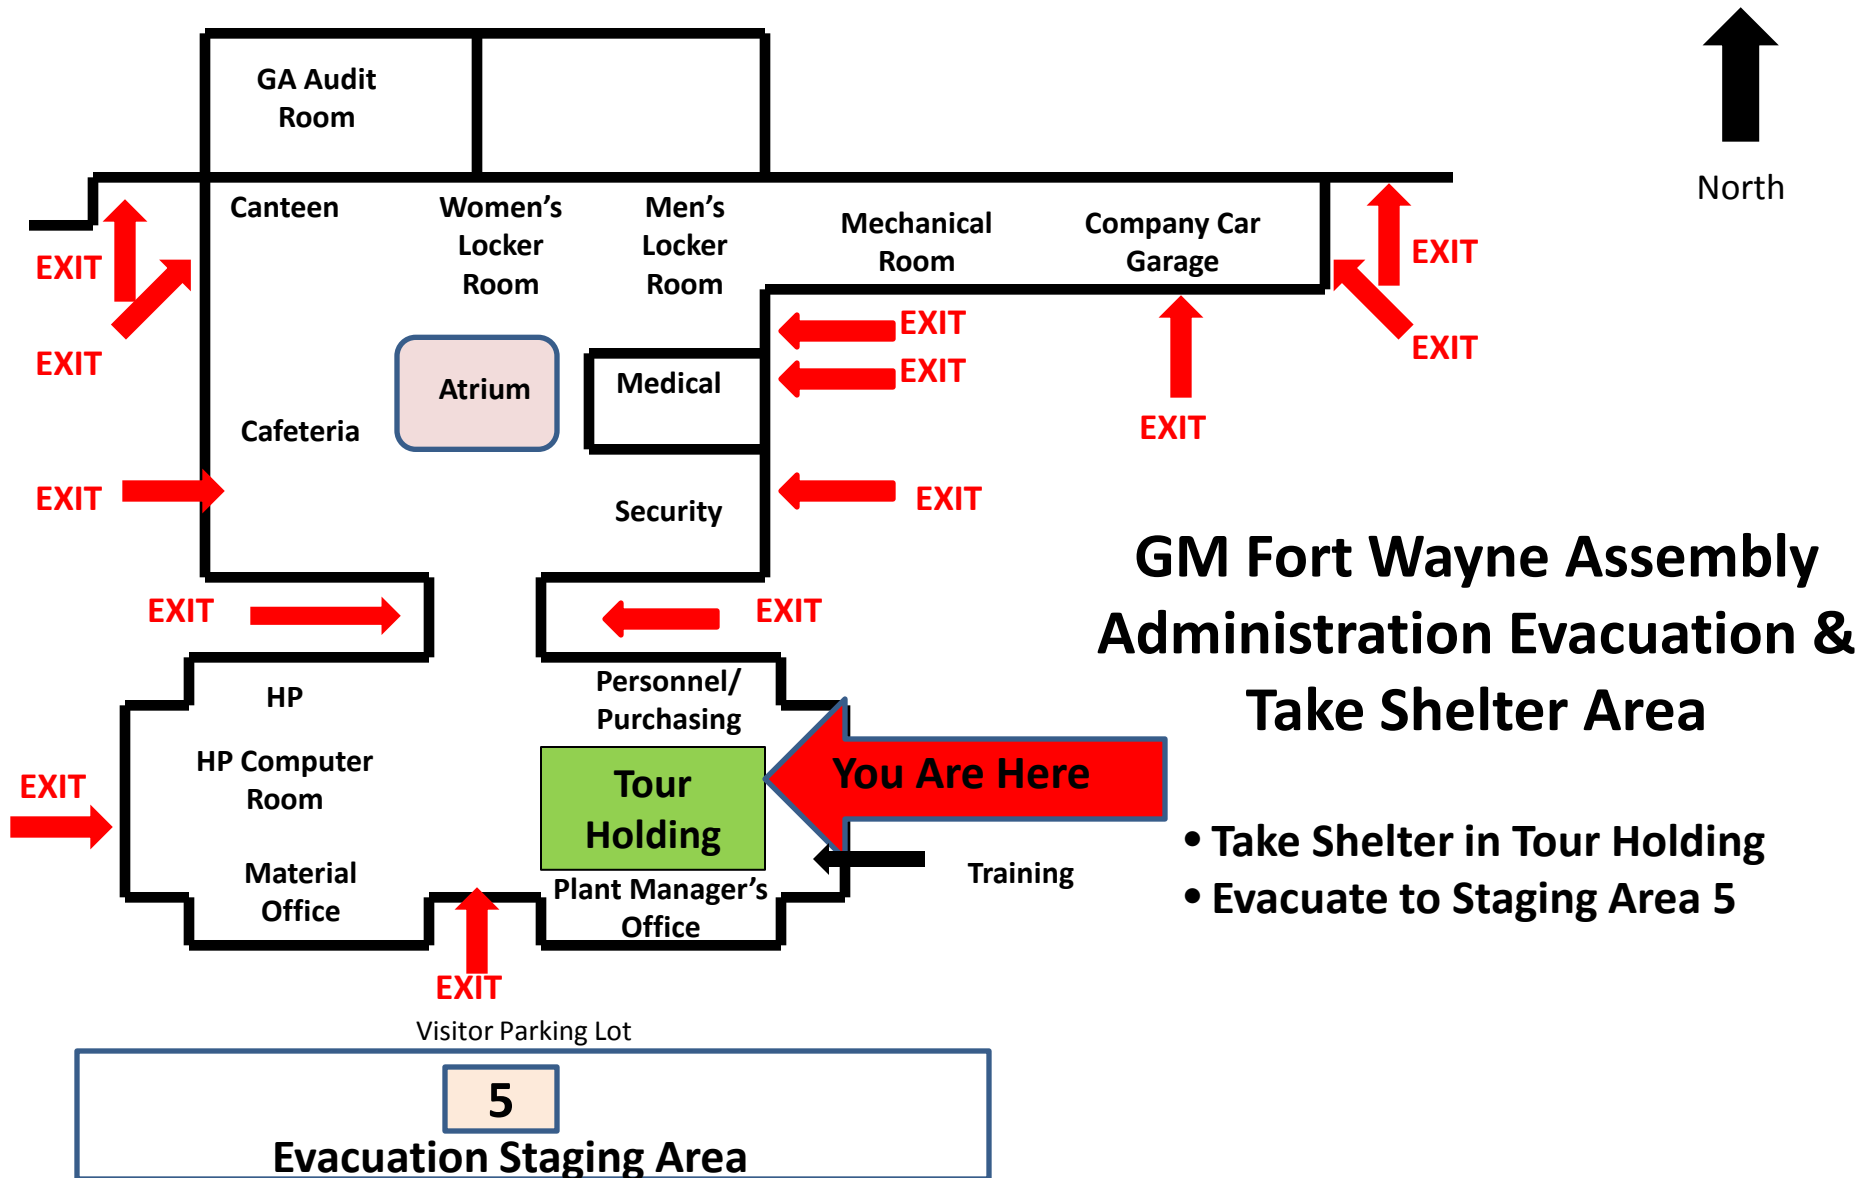 GA Audit
Room
North
Canteen
Women's
Locker
Room
Men's
Locker
Room
Mechanical
Room
Company Car
Garage
EXIT
EXIT
EXIT
EXIT
EXIT
EXIT
EXIT
Atrium
Medical
Cafeteria
EXIT
EXIT
Security
EXIT
GM Fort Wayne Assembly
Administration Evacuation &
Take Shelter Area
EXIT
EXIT
HP
Personnel/
Purchasing
HP Computer
Room
Tour
Holding
You Are Here
EXIT
• Take Shelter in Tour Holding
• Evacuate to Staging Area 5
Material
Office
Plant Manager's
Office
Training
EXIT
Visitor Parking Lot
5
Evacuation Staging Area